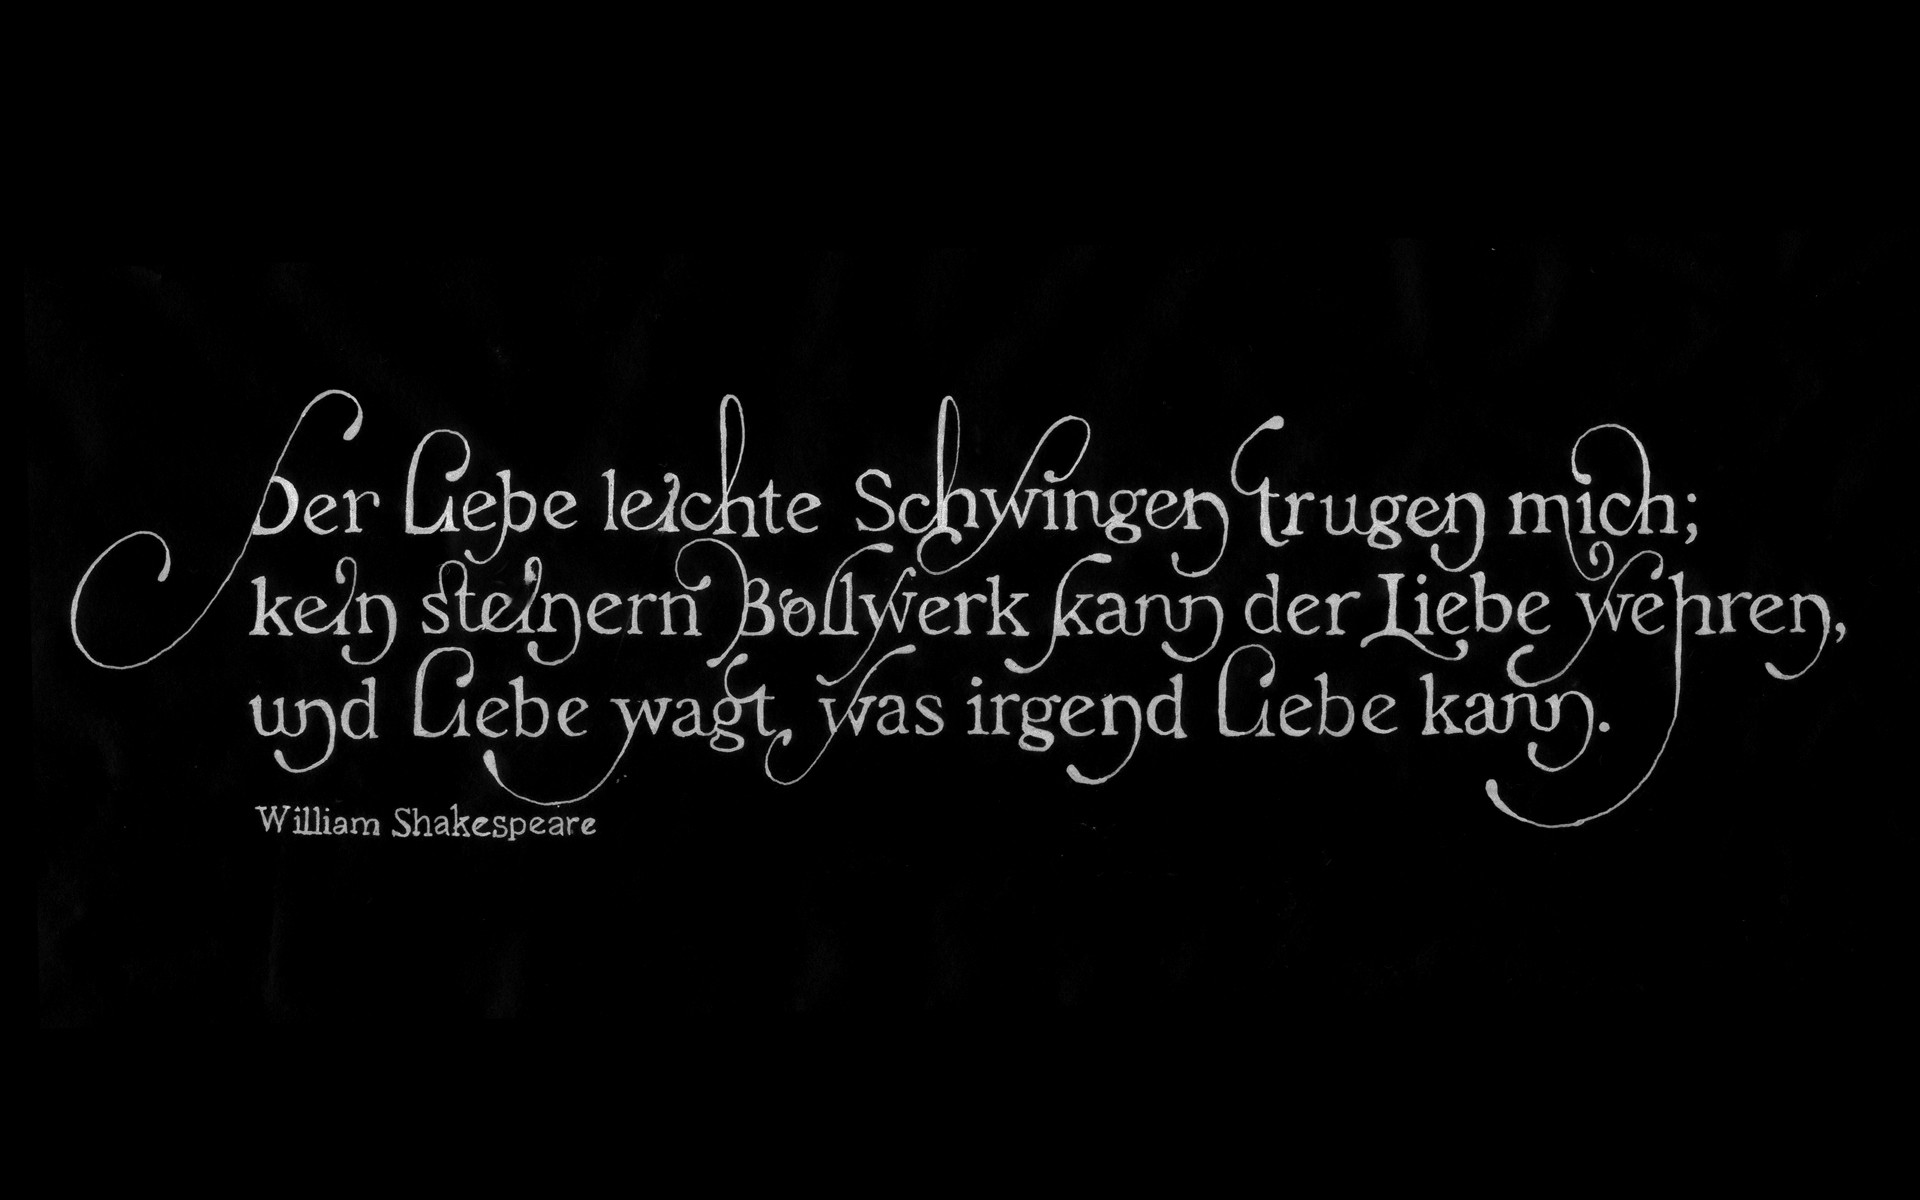 Der Liebe leichte Schwingen trugen mich;
kein steinern Bollwerk kann der Liebe wehren,
und Liebe wagt, was irgend Liebe kann.
William Shakespeare